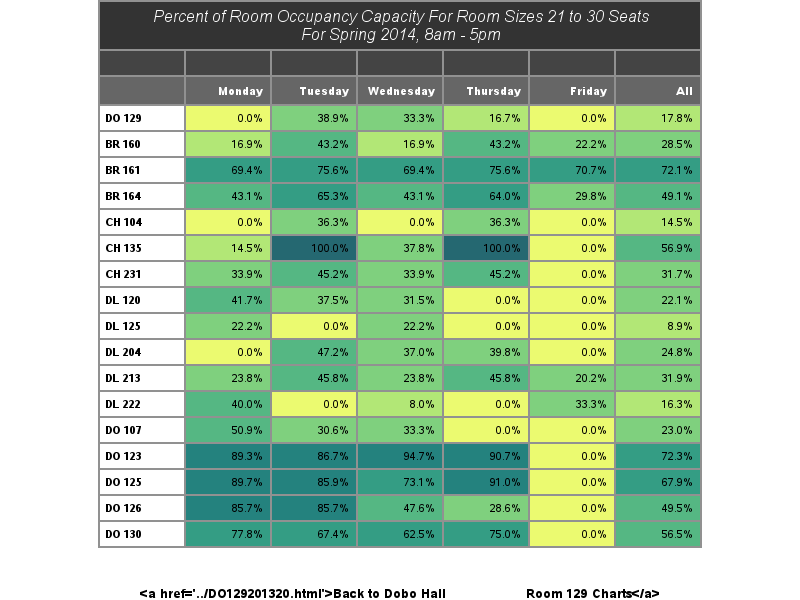 Percent of Room Occupancy Capacity For Room Sizes 21 to 30 Seats
For Spring 2014, 8am - 5pm
Monday Tuesday Wednesday Thursday Friday All
DO 129 0.0% 38.9% 33.3% 16.7% 0.0% 17.8%
BR 160 16.9% 43.2% 16.9% 43.2% 22.2% 28.5%
BR 161 69.4% 75.6% 69.4% 75.6% 70.7% 72.1%
BR 164 43.1% 65.3% 43.1% 64.0% 29.8% 49.1%
CH 104 0.0% 36.3% 0.0% 36.3% 0.0% 14.5%
CH 135 14.5% 100.0% 37.8% 100.0% 0.0% 56.9%
CH 231 33.9% 45.2% 33.9% 45.2% 0.0% 31.7%
DL 120 41.7% 37.5% 31.5% 0.0% 0.0% 22.1%
DL 125 22.2% 0.0% 22.2% 0.0% 0.0% 8.9%
DL 204 0.0% 47.2% 37.0% 39.8% 0.0% 24.8%
DL 213 23.8% 45.8% 23.8% 45.8% 20.2% 31.9%
DL 222 40.0% 0.0% 8.0% 0.0% 33.3% 16.3%
DO 107 50.9% 30.6% 33.3% 0.0% 0.0% 23.0%
DO 123 89.3% 86.7% 94.7% 90.7% 0.0% 72.3%
DO 125 89.7% 85.9% 73.1% 91.0% 0.0% 67.9%
DO 126 85.7% 85.7% 47.6% 28.6% 0.0% 49.5%
DO 130 77.8% 67.4% 62.5% 75.0% 0.0% 56.5%
<a href='../DO129201320.html'>Back to Dobo Hall Room 129 Charts</a>